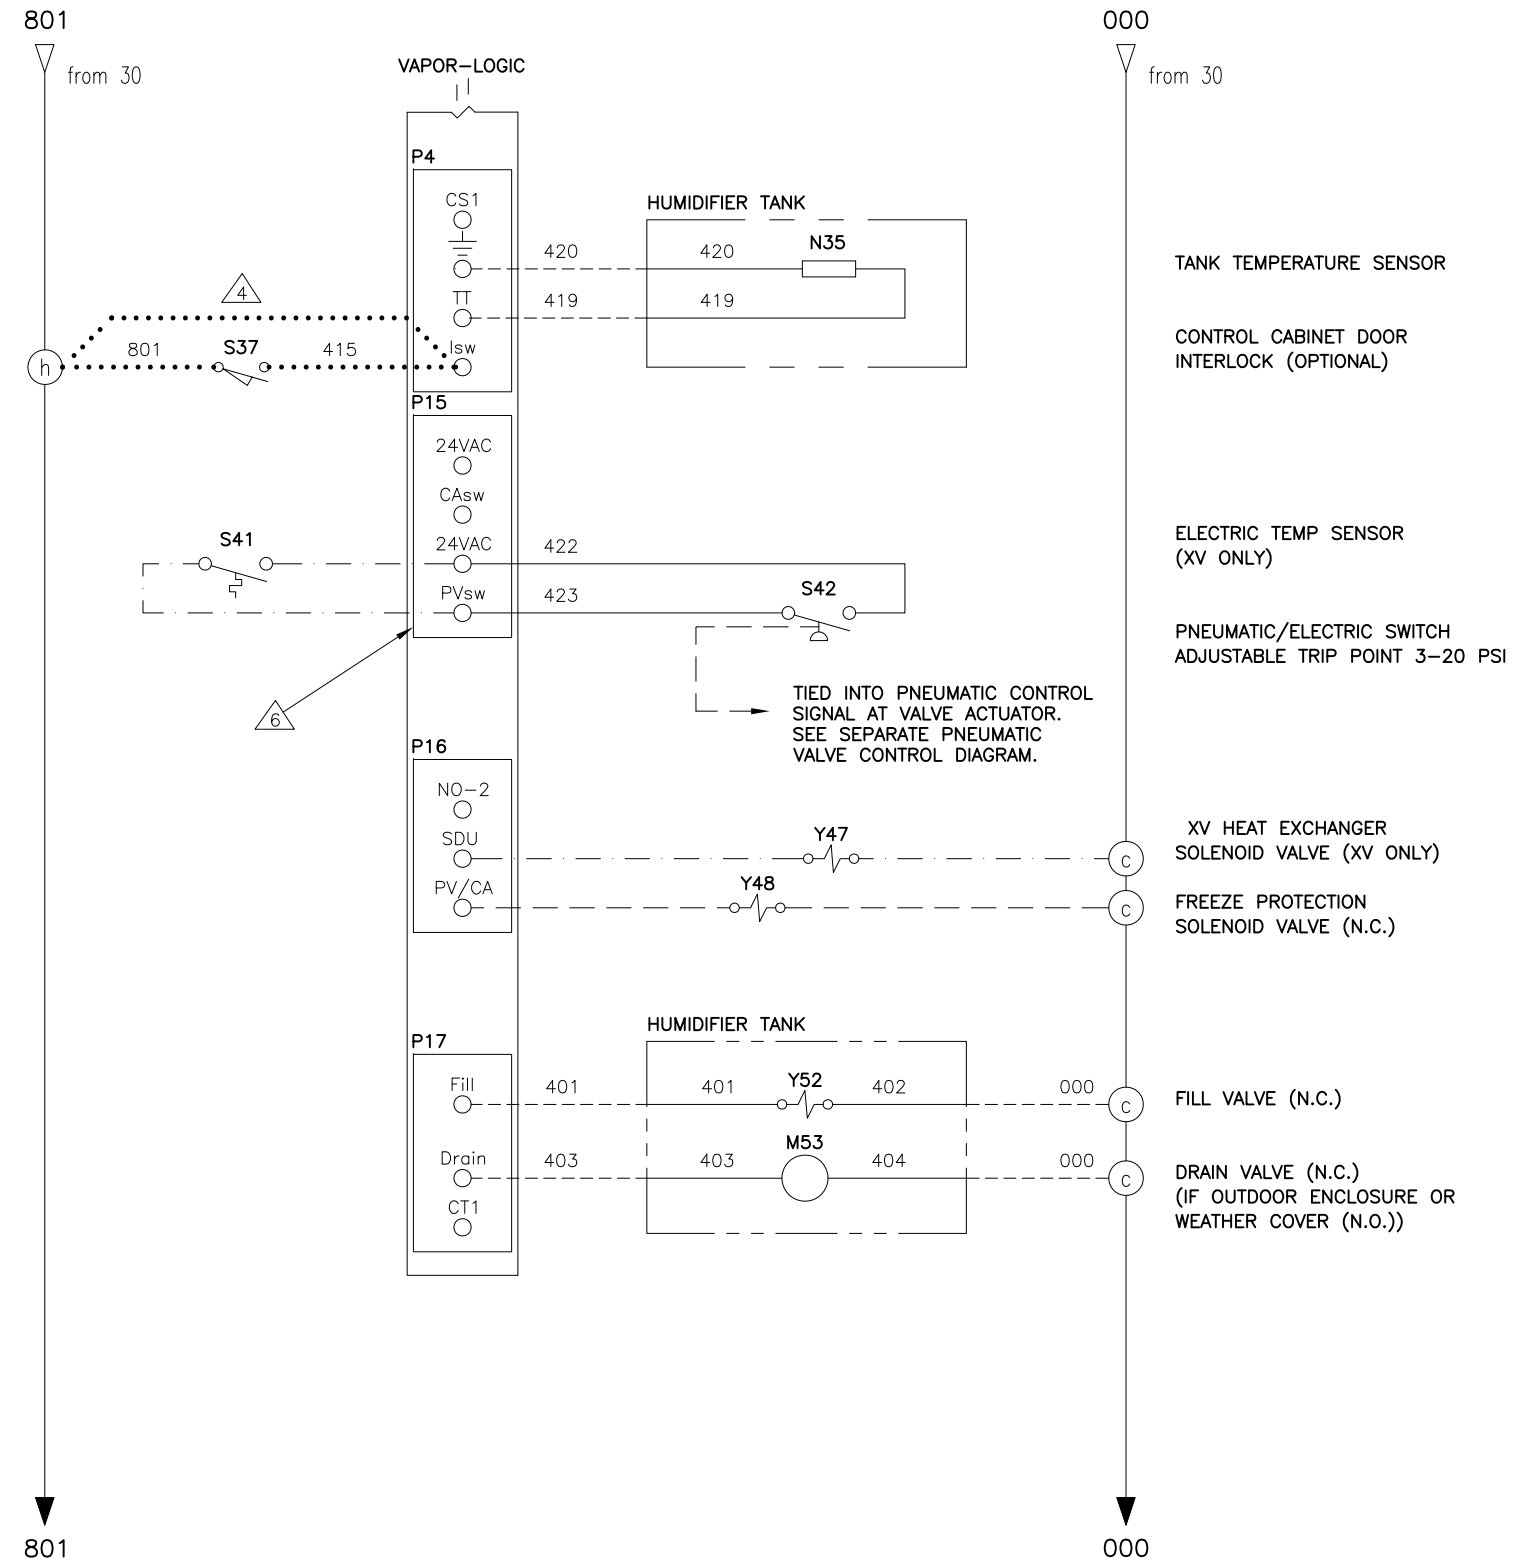 801
000
from 30
from 30
VAPOR-LOGIC
P4
CS1
HUMIDIFIER TANK
420
420
N35
TANK TEMPERATURE SENSOR
4
TT
419
419
801
S37
415
Isw
h
CONTROL CABINET DOOR
INTERLOCK (OPTIONAL)
P15
24VAC
CAsw
S41
24VAC
422
ELECTRIC TEMP SENSOR
(XV ONLY)
PVsw
423
S42
PNEUMATIC/ELECTRIC SWITCH
ADJUSTABLE TRIP POINT 3-20 PSI
6
TIED INTO PNEUMATIC CONTROL
SIGNAL AT VALVE ACTUATOR.
SEE SEPARATE PNEUMATIC
VALVE CONTROL DIAGRAM.
P16
NO-2
SDU
Y47
c
XV HEAT EXCHANGER
SOLENOID VALVE (XV ONLY)
PV/CA
Y48
c
FREEZE PROTECTION
SOLENOID VALVE (N.C.)
P17
HUMIDIFIER TANK
Fill
401
401
Y52
402
000
c
FILL VALVE (N.C.)
Drain
403
403
M53
404
000
c
DRAIN VALVE (N.C.)
(IF OUTDOOR ENCLOSURE OR
WEATHER COVER (N.O.))
CT1
801
000